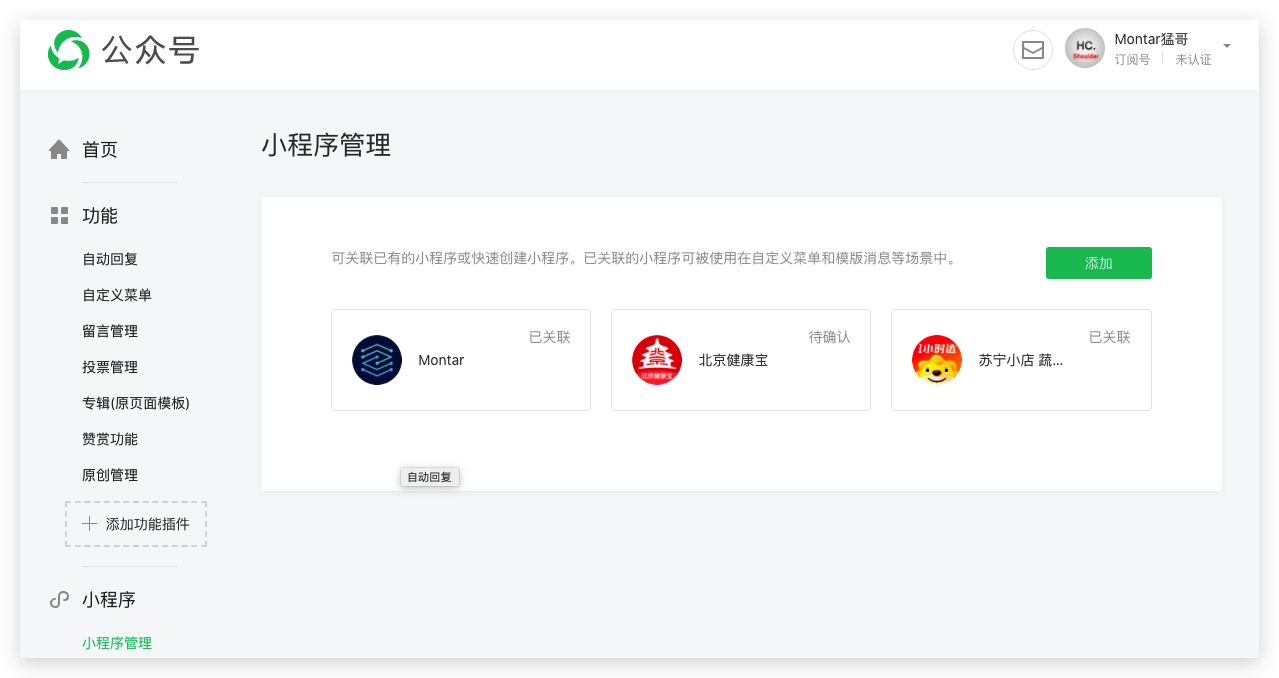 公众号
HC.
Shoulder
Montar猛哥
订阅号
未认证
首页
小程序管理
功能
自动回复
自定义菜单
留言管理
投票管理
专辑(原页面模板)
赞赏功能
原创管理
添加功能插件
小程序
小程序管理
可关联已有的小程序或快速创建小程序。已关联的小程序可被使用在自定义菜单和模版消息等场景中。
添加
已关联
Montar
待确认
北京健康宝
北京健康宝
已关联
1小时达
苏宁小店 蔬...
自动回复